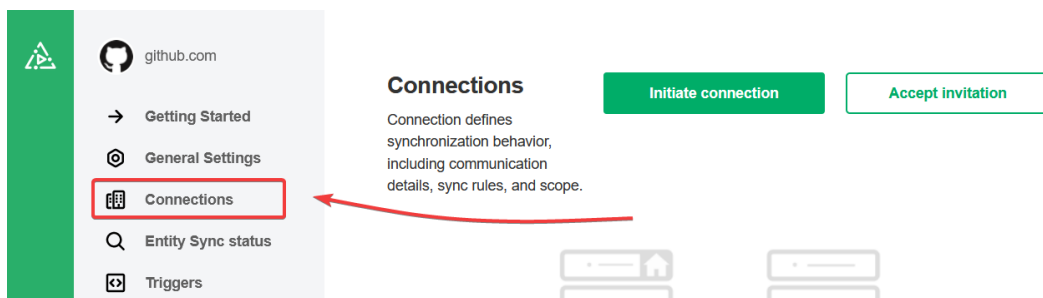 github.com
Getting Started
General Settings
Connections
Entity Sync status
Triggers
Connections
Connection defines
synchronization behavior,
including communication
details, sync rules, and scope.
Initiate connection
Accept invitation